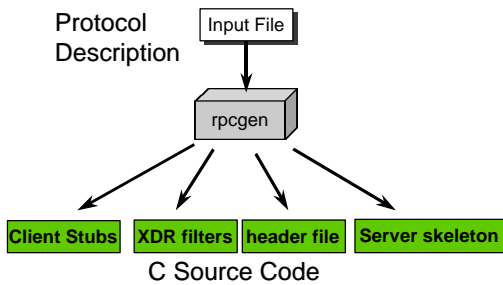 Protocol
Description
Input File
rpcgen
Client Stubs
XDR filters
header file
Server skeleton
C Source Code